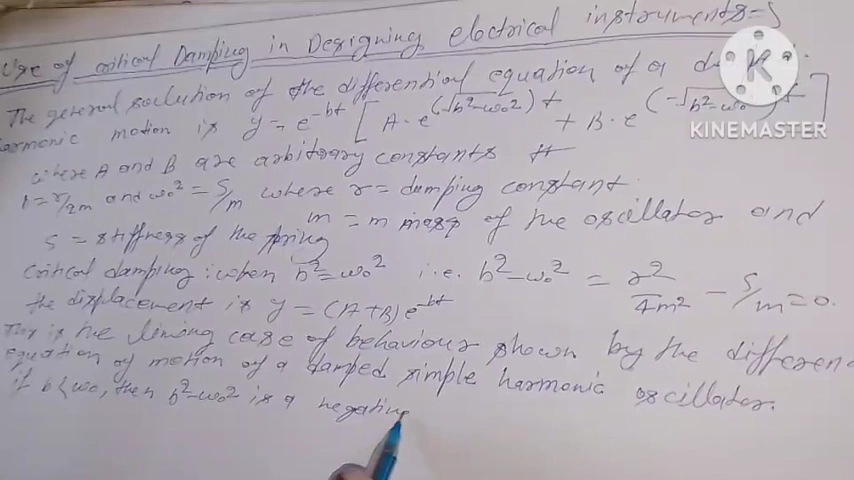 Use of critical Damping in Designing electrical instruments:-
The general solution of the differential equation of a
harmonic motion is y = e^-bt [ A·e^(√b²-ω₀²)t + B·e^(-√b²-ω₀²)t ]
where A and B are arbitrary constants
b = r/2m and ω₀² = S/m where r = damping constant
m = m mass of the oscillator and
S = stiffness of the spring
Critical damping : when b² = ω₀² i.e. b² - ω₀² = r²/4m² - S/m = 0.
the displacement is y = (A+B) e^-bt
This is the liming case of behaviour shown by the differen
equation of motion of a damped simple harmonic oscillator.
if b < ω₀, then b² - ω₀² is a negative
KINEMASTER